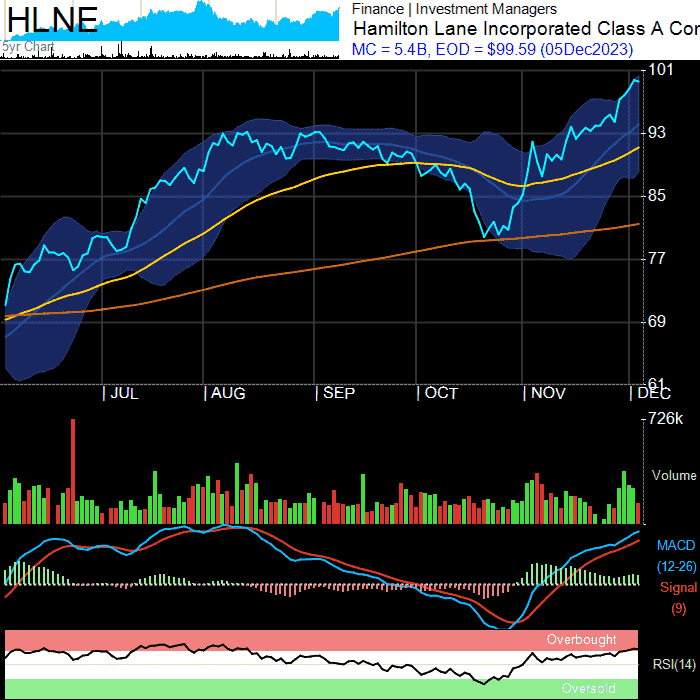 HLNE
5yr Chart
Finance | Investment Managers
Hamilton Lane Incorporated Class A Cor
MC = 5.4B, EOD = $99.59 (05Dec2023)
101
93
85
77
69
61
| JUL | AUG | SEP | OCT | NOV | DEC
726k
Volume
MACD
(12-26)
Signal
(9)
Overbought
RSI(14)
Oversold